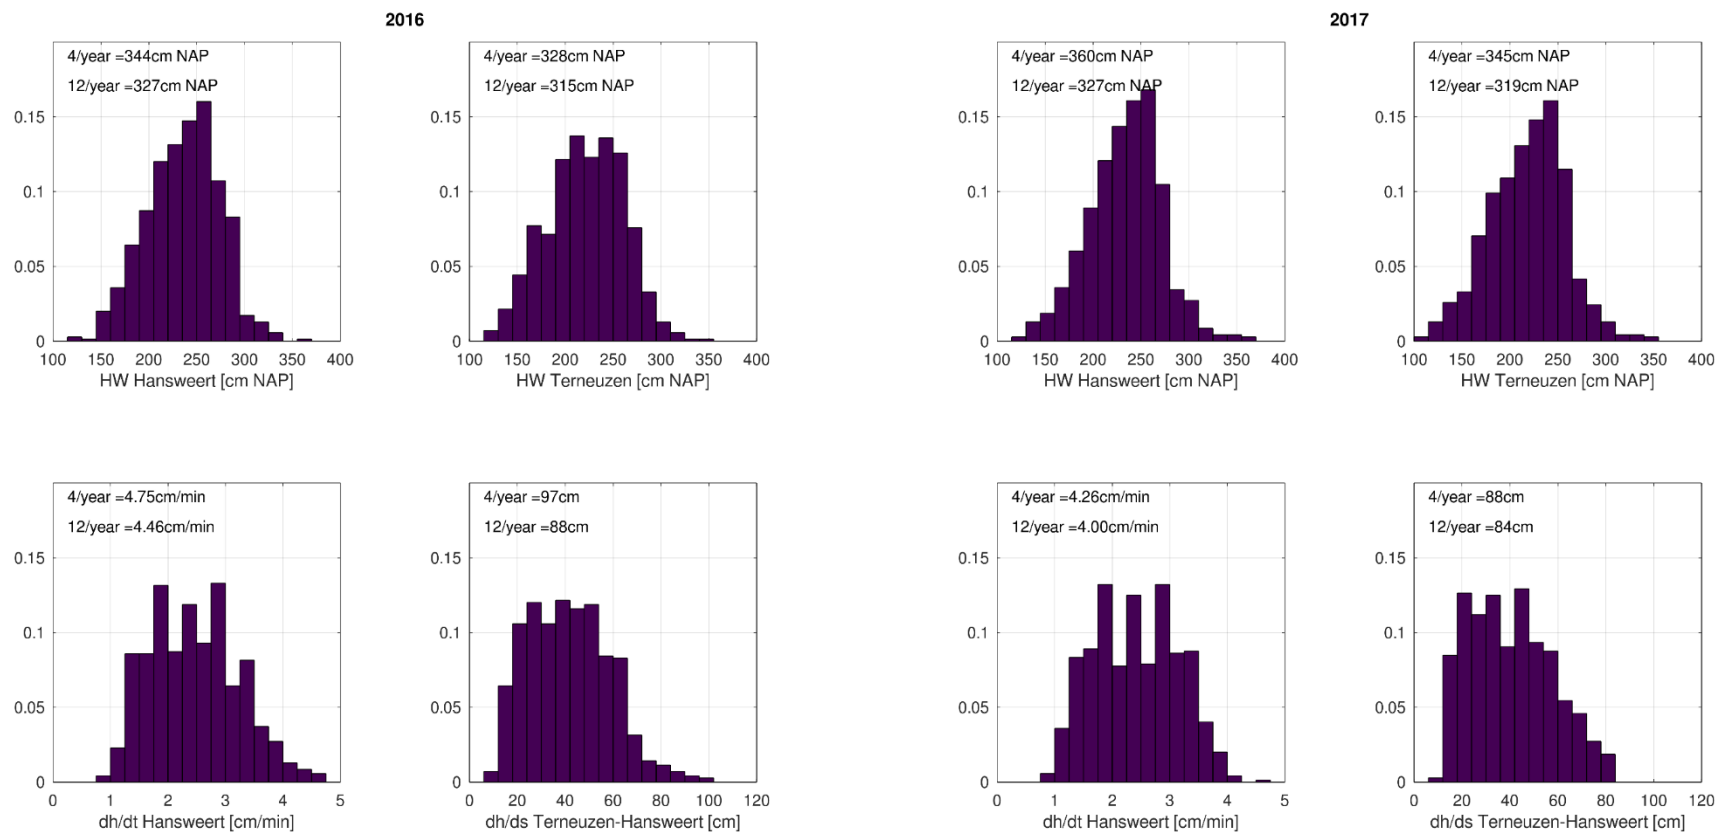 2016
2017
4/year =344cm NAP
12/year =327cm NAP
0.15
0.1
0.05
0
100 150 200 250 300 350 400
HW Hansweert [cm NAP]
4/year =328cm NAP
12/year =315cm NAP
0.15
0.1
0.05
0
100 150 200 250 300 350 400
HW Terneuzen [cm NAP]
4/year =360cm NAP
12/year =327cm NAP
0.15
0.1
0.05
0
100 150 200 250 300 350 400
HW Hansweert [cm NAP]
4/year =345cm NAP
12/year =319cm NAP
0.15
0.1
0.05
0
100 150 200 250 300 350 400
HW Terneuzen [cm NAP]
4/year =4.75cm/min
12/year =4.46cm/min
0.15
0.1
0.05
0
0 1 2 3 4 5
dh/dt Hansweert [cm/min]
4/year =97cm
12/year =88cm
0.15
0.1
0.05
0
0 20 40 60 80 100 120
dh/ds Terneuzen-Hansweert [cm]
4/year =4.26cm/min
12/year =4.00cm/min
0.15
0.1
0.05
0
0 1 2 3 4 5
dh/dt Hansweert [cm/min]
4/year =88cm
12/year =84cm
0.15
0.1
0.05
0
0 20 40 60 80 100 120
dh/ds Terneuzen-Hansweert [cm]